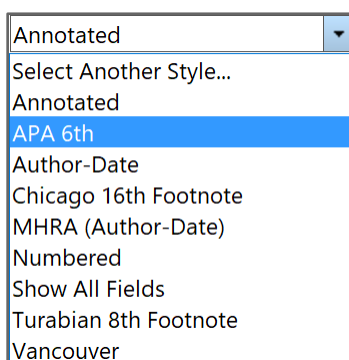 Annotated
Select Another Style...
Annotated
APA 6th
Author-Date
Chicago 16th Footnote
MHRA (Author-Date)
Numbered
Show All Fields
Turabian 8th Footnote
Vancouver